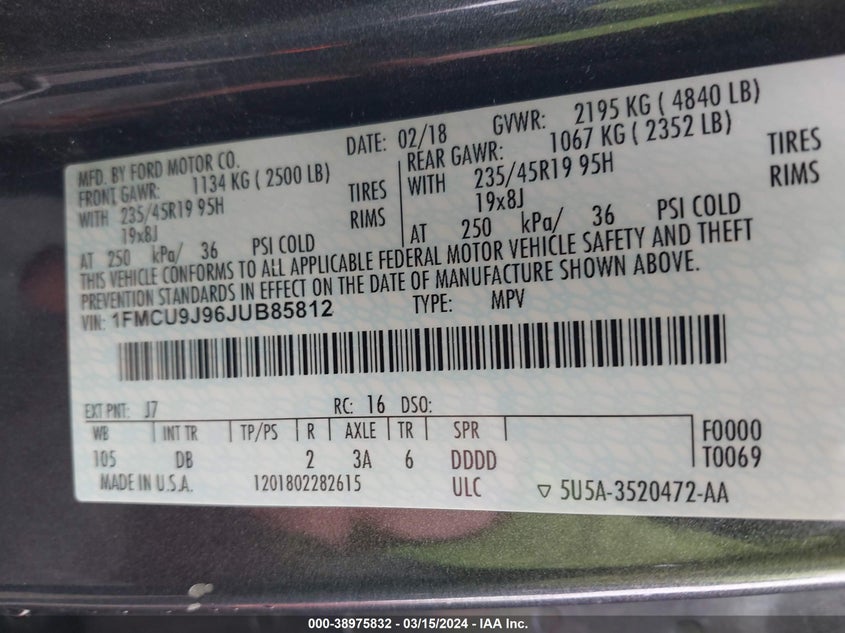 MFD. BY FORD MOTOR CO. DATE: 02/18 GVWR: 2195 KG ( 4840 LB)
FRONT GAWR: 1134 KG ( 2500 LB) REAR GAWR: 1067 KG ( 2352 LB)
WITH 235/45R19 95H TIRES WITH 235/45R19 95H TIRES
19x8J RIMS 19x8J RIMS
AT 250 kPa/ 36 PSI COLD AT 250 kPa/ 36 PSI COLD
THIS VEHICLE CONFORMS TO ALL APPLICABLE FEDERAL MOTOR VEHICLE SAFETY AND THEFT
PREVENTION STANDARDS IN EFFECT ON THE DATE OF MANUFACTURE SHOWN ABOVE.
VIN: 1FMCU9J96JUB85812 TYPE: MPV
EXT PNT: J7 RC: 16 DSO:
WB INT TR TP/PS R AXLE TR SPR F0000
105 DB 2 3A 6 DDDD T0069
MADE IN U.S.A. 1201802282615 ULC ▽ 5U5A-3520472-AA
000-38975832 - 03/15/2024 - IAA Inc.